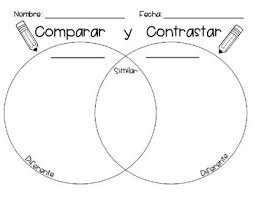 Nombre: Fecha:
Comparar y Contrastar
Similar
Diferente Diferente